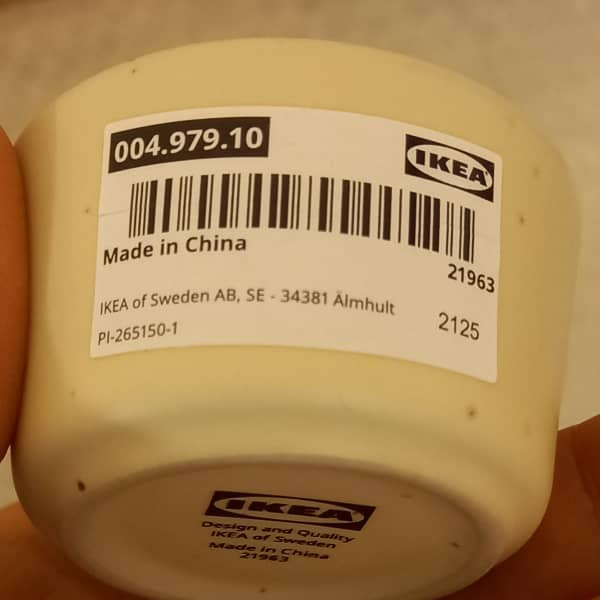 004.979.10
IKEA
Made in China
21963
IKEA of Sweden AB, SE - 34381 Älmhult
PI-265150-1
2125
IKEA
Design and Quality
IKEA of Sweden
Made in China
21963